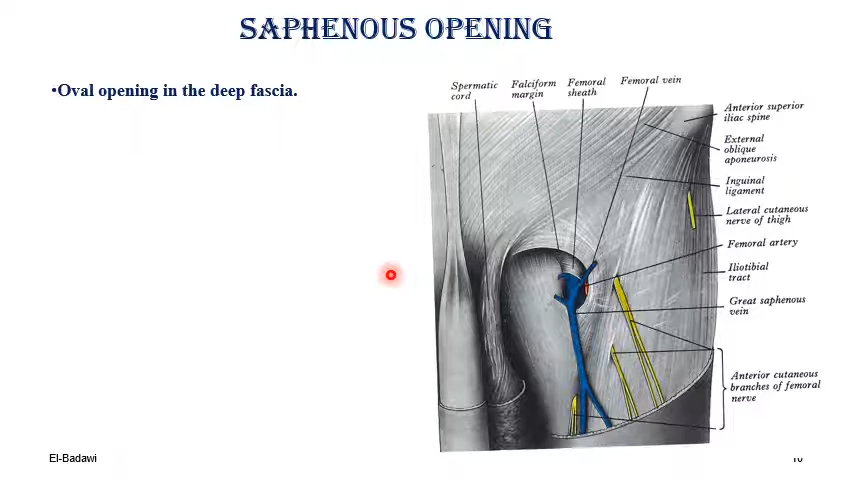 SAPHENOUS OPENING
•Oval opening in the deep fascia.
Spermatic
cord
Falciform
margin
Femoral
sheath
Femoral vein
Anterior superior
iliac spine
External
oblique
aponeurosis
Inguinal
ligament
Lateral cutaneous
nerve of thigh
Femoral artery
Iliotibial
tract
Great saphenous
vein
Anterior cutaneous
branches of femoral
nerve
El-Badawi